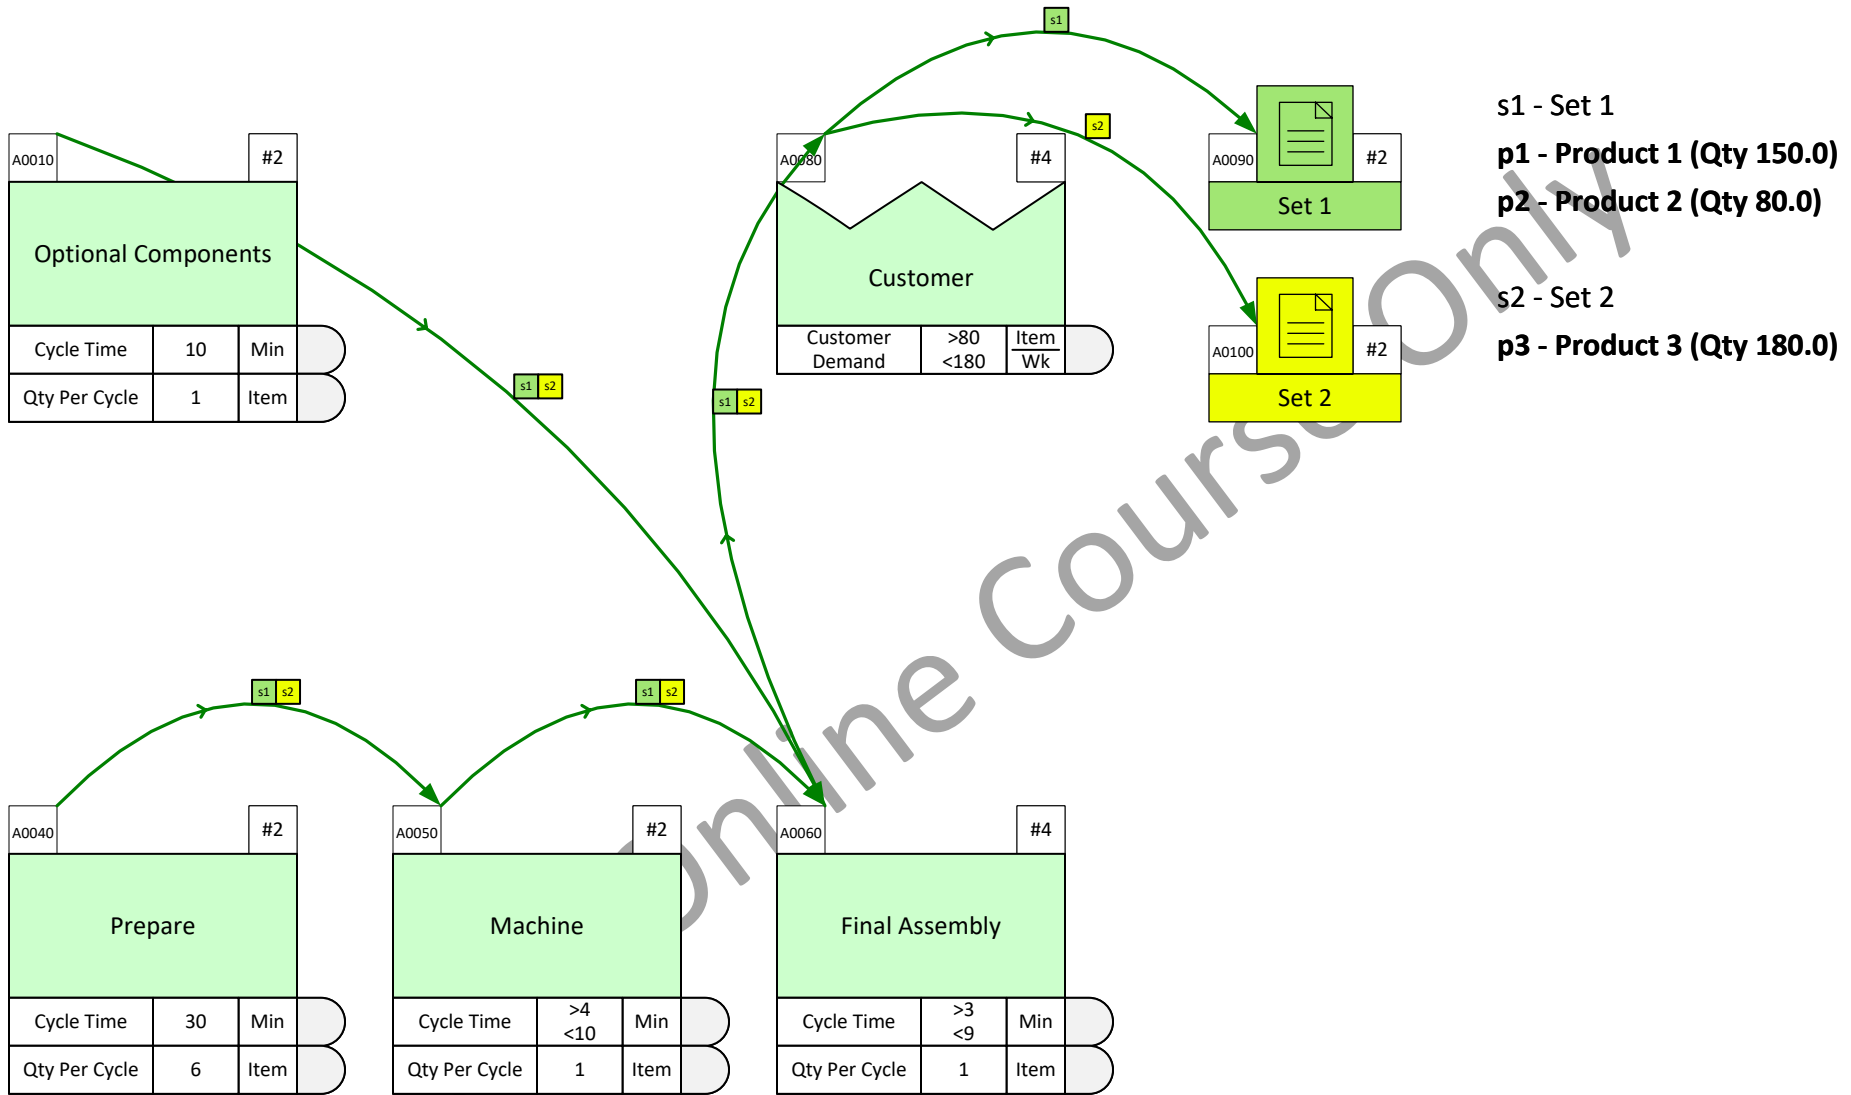 s1
s1 - Set 1
p1 - Product 1 (Qty 150.0)
p2 - Product 2 (Qty 80.0)
s2 - Set 2
p3 - Product 3 (Qty 180.0)
A0010 #2
Optional Components
Cycle Time 10 Min
Qty Per Cycle 1 Item
s1 s2
A0080 #4
Customer
Customer Demand >80 <180 Item Wk
s1 s2
s2
A0090 #2
Set 1
A0100 #2
Set 2
s1 s2
A0040 #2
Prepare
Cycle Time 30 Min
Qty Per Cycle 6 Item
s1 s2
A0050 #2
Machine
Cycle Time >4 <10 Min
Qty Per Cycle 1 Item
A0060 #4
Final Assembly
Cycle Time >3 <9 Min
Qty Per Cycle 1 Item
Online Course Only